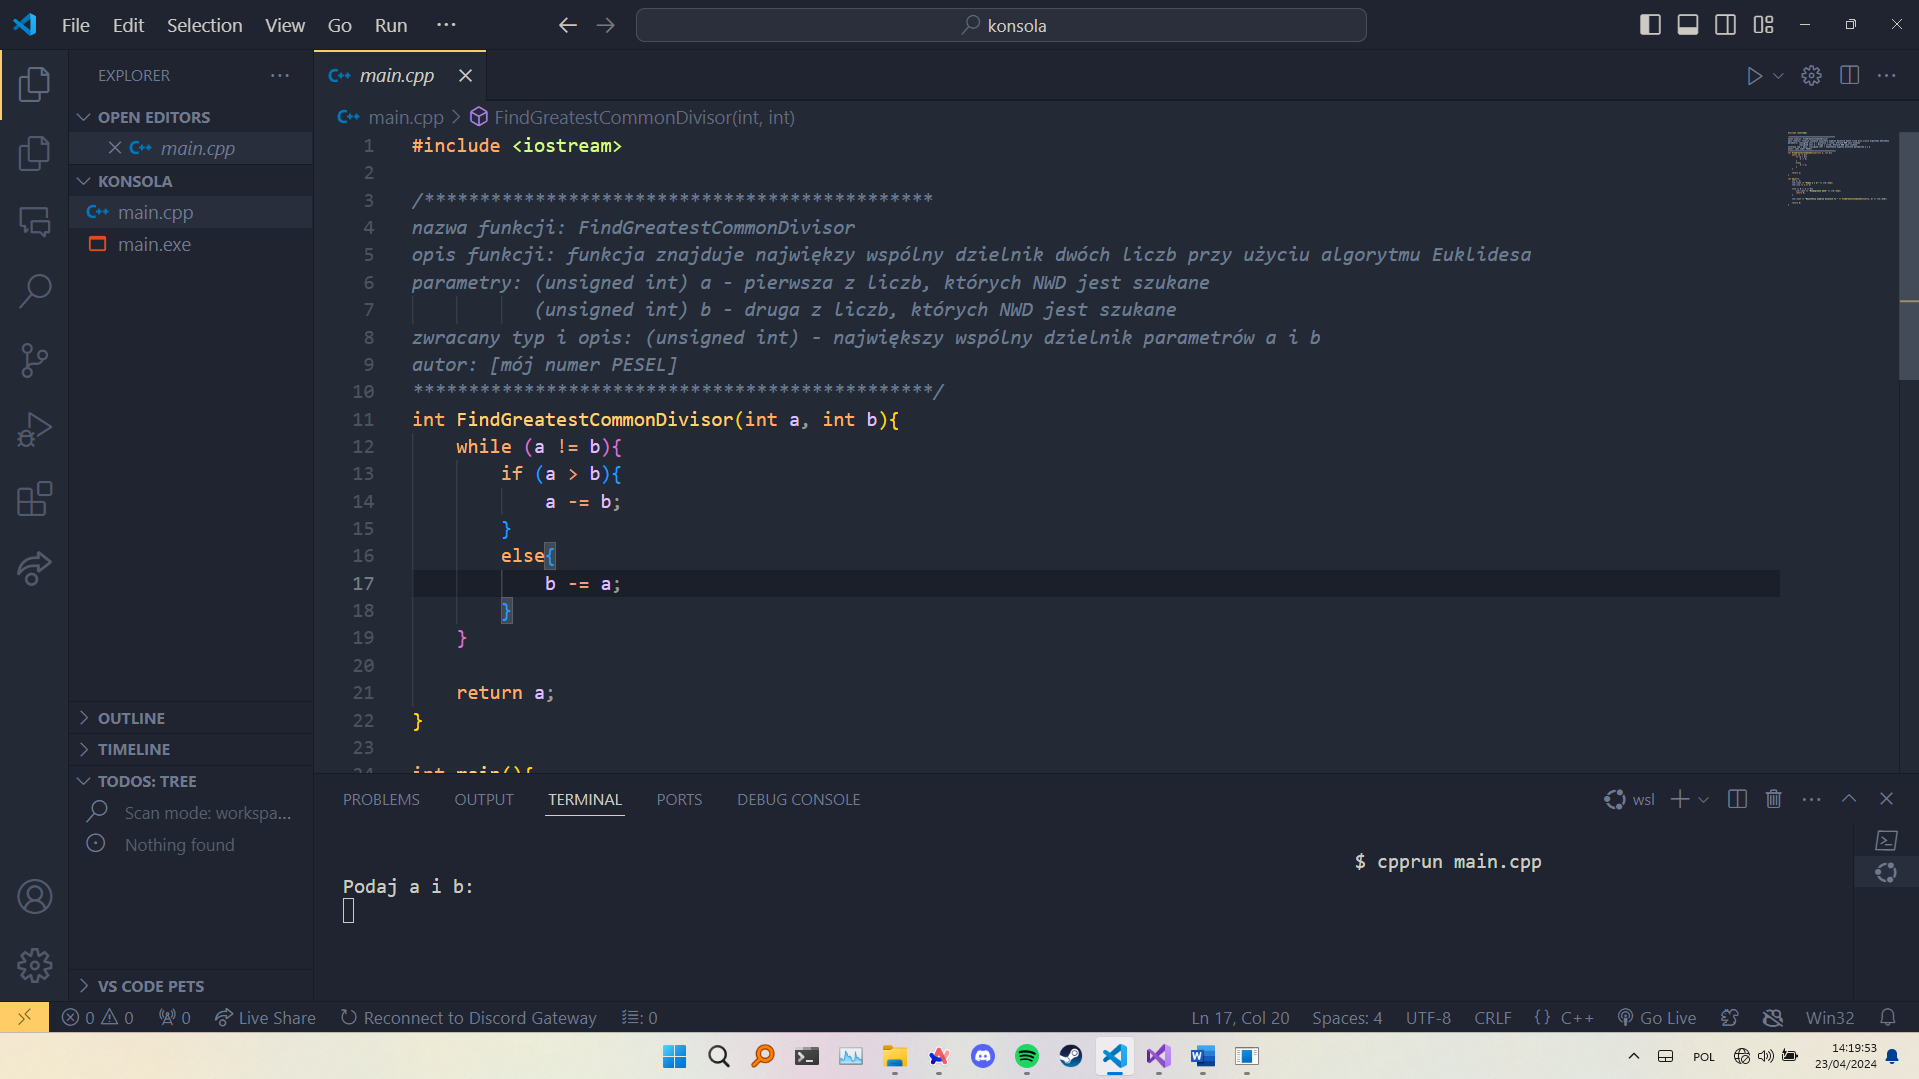 File Edit Selection View Go Run ···
konsola
EXPLORER ···
OPEN EDITORS
main.cpp
KONSOLA
main.cpp
main.exe
OUTLINE
TIMELINE
TODOS: TREE
Scan mode: workspa...
Nothing found
VS CODE PETS
main.cpp
main.cpp > FindGreatestCommonDivisor(int, int)
1 #include <iostream>
2
3 /**********************************************
4 nazwa funkcji: FindGreatestCommonDivisor
5 opis funkcji: funkcja znajduje najwiękzy wspólny dzielnik dwóch liczb przy użyciu algorytmu Euklidesa
6 parametry: (unsigned int) a - pierwsza z liczb, których NWD jest szukane
7 (unsigned int) b - druga z liczb, których NWD jest szukane
8 zwracany typ i opis: (unsigned int) - największy wspólny dzielnik parametrów a i b
9 autor: [mój numer PESEL]
10 ***********************************************/
11 int FindGreatestCommonDivisor(int a, int b){
12 while (a != b){
13 if (a > b){
14 a -= b;
15 }
16 else{
17 b -= a;
18 }
19 }
20
21 return a;
22 }
23
24 int main(){
PROBLEMS OUTPUT TERMINAL PORTS DEBUG CONSOLE
wsl
$ cpprun main.cpp
Podaj a i b:
0 0 0 Live Share Reconnect to Discord Gateway : 0
Ln 17, Col 20 Spaces: 4 UTF-8 CRLF {} C++ Go Live Win32
POL
14:19:53
23/04/2024